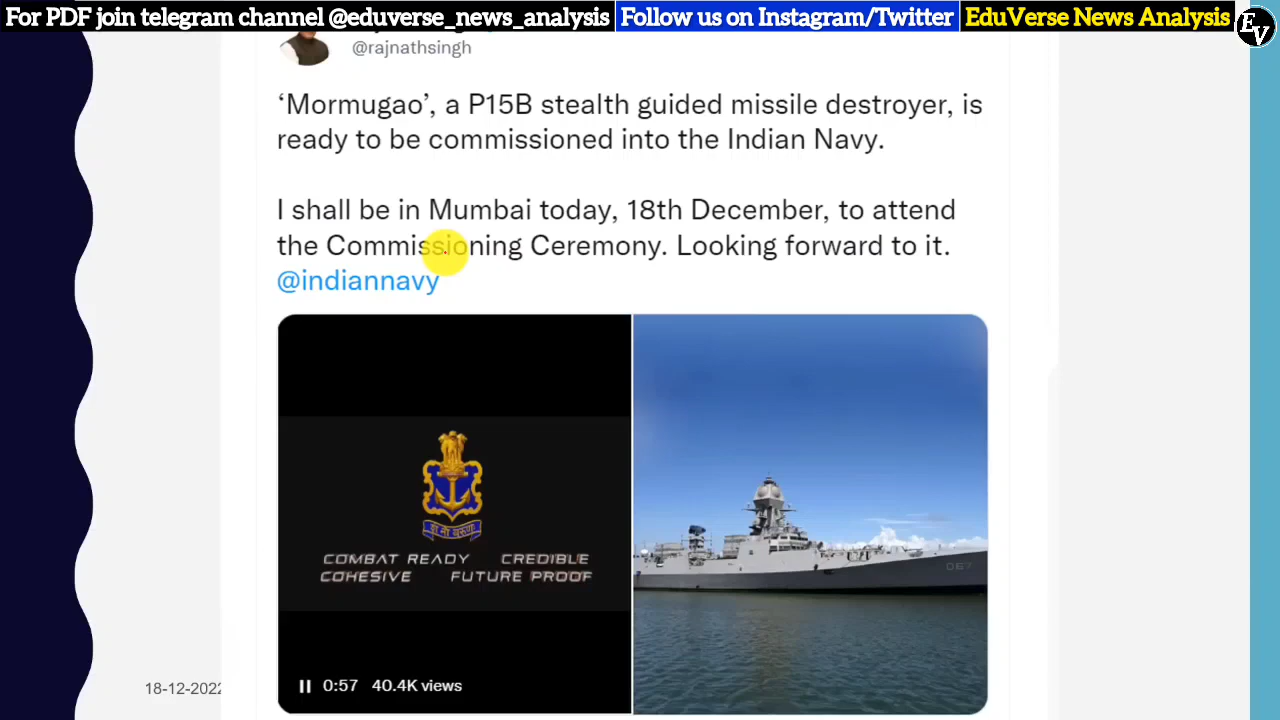 For PDF join telegram channel @eduverse_news_analysis Follow us on Instagram/Twitter EduVerse News Analysis
EV
@rajnathsingh
‘Mormugao’, a P15B stealth guided missile destroyer, is
ready to be commissioned into the Indian Navy.
I shall be in Mumbai today, 18th December, to attend
the Commissioning Ceremony. Looking forward to it.
@indiannavy
COMBAT READY CREDIBLE
COHESIVE FUTURE PROOF
D67
0:57 40.4K views
18-12-2022